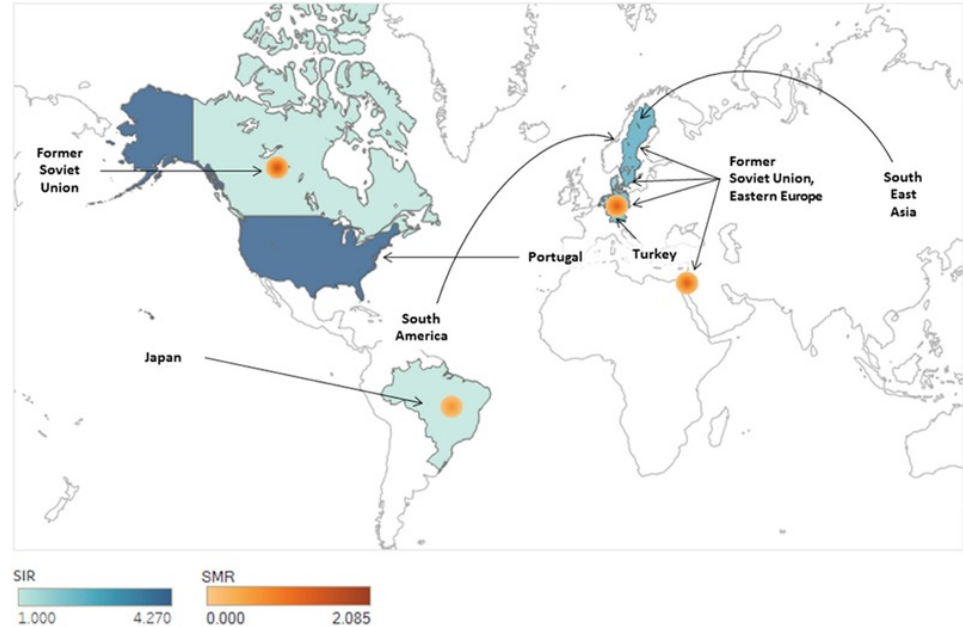 Former
Soviet
Union
Former
Soviet Union,
Eastern Europe
South
East
Asia
Portugal
Turkey
South
America
Japan
SIR
1.000 4.270
SMR
0.000 2.085